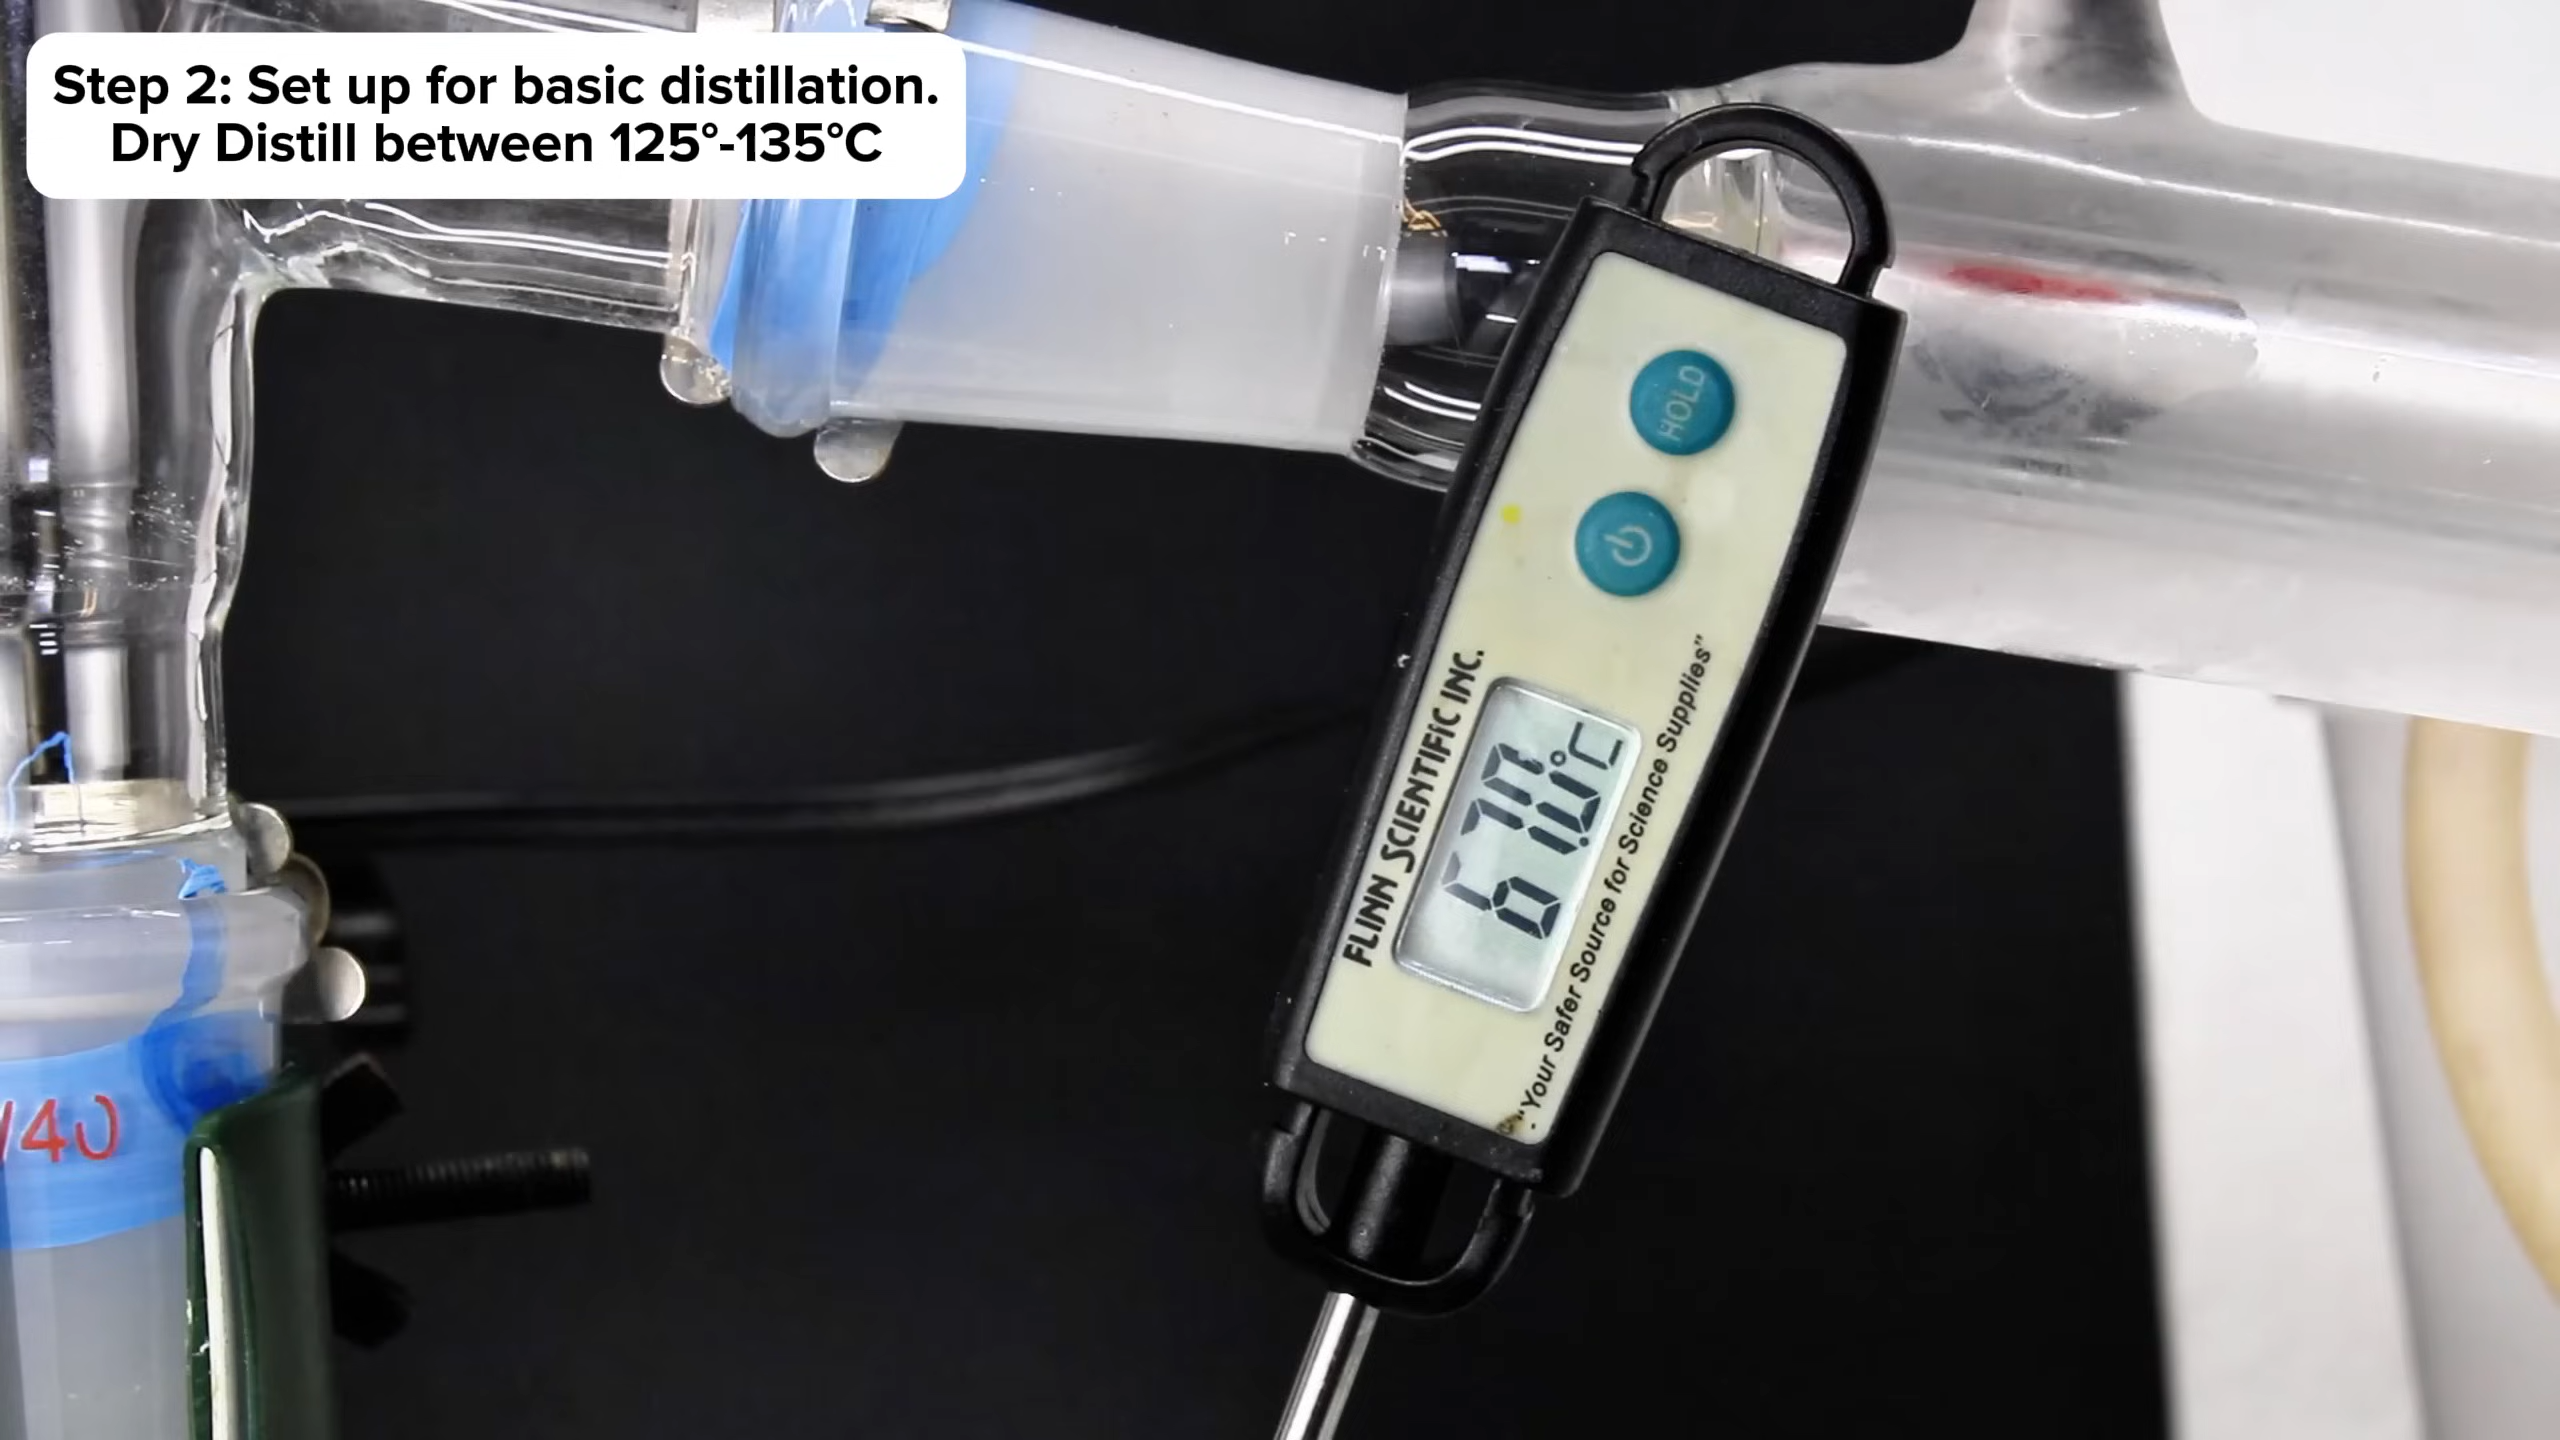 Step 2: Set up for basic distillation.
Dry Distill between 125°-135°C
HOLD
FLINN SCIENTIFIC INC.
67.0°C
"Your Safer Source for Science Supplies"
/40